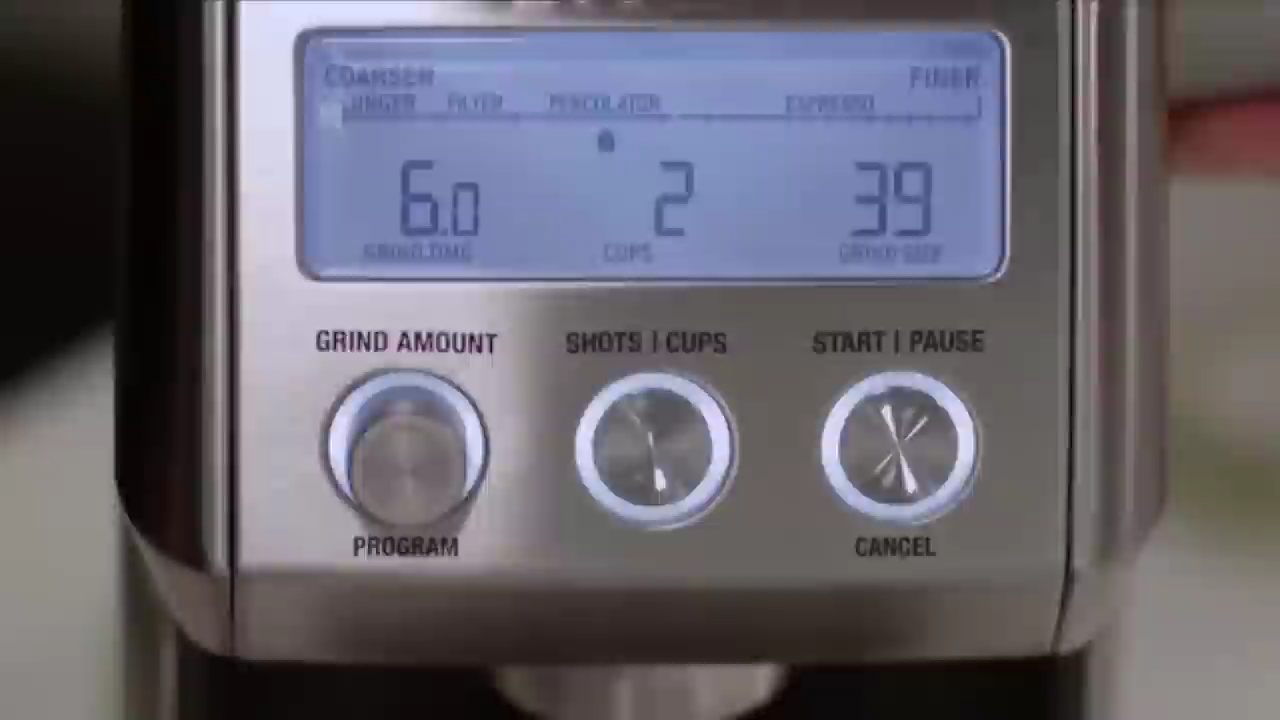 COARSER FINER
PLUNGER FILTER PERCOLATOR ESPRESSO
6.0 2 39
GRIND TIME CUPS GRIND SIZE
GRIND AMOUNT SHOTS | CUPS START | PAUSE
PROGRAM CANCEL